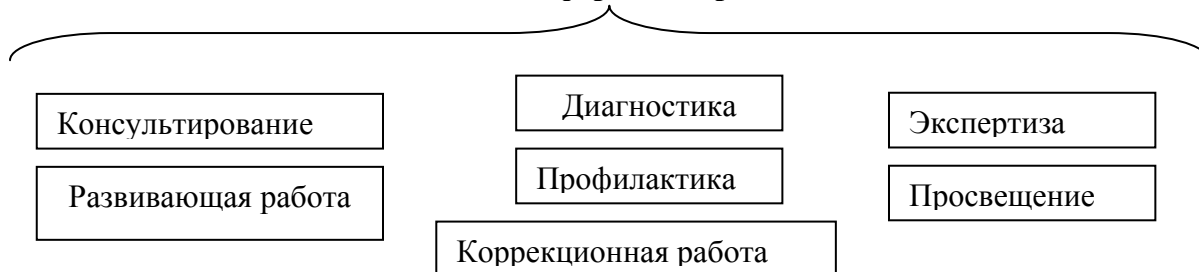 Консультирование
Диагностика
Экспертиза
Развивающая работа
Профилактика
Просвещение
Коррекционная работа